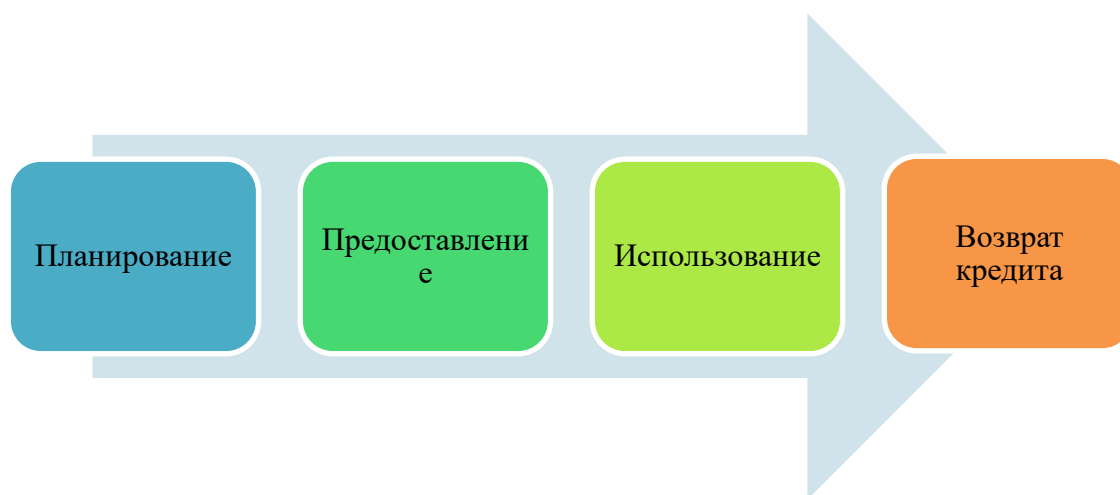 Планирование
Предоставлени
е
Использование
Возврат
кредита